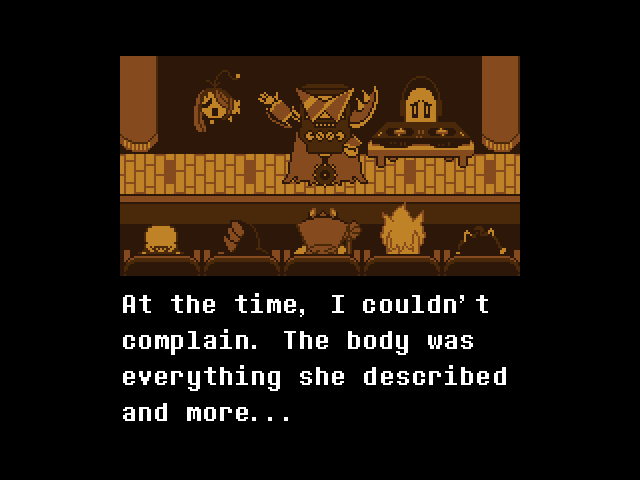 At the time, I couldn't
complain. The body was
everything she described
and more...